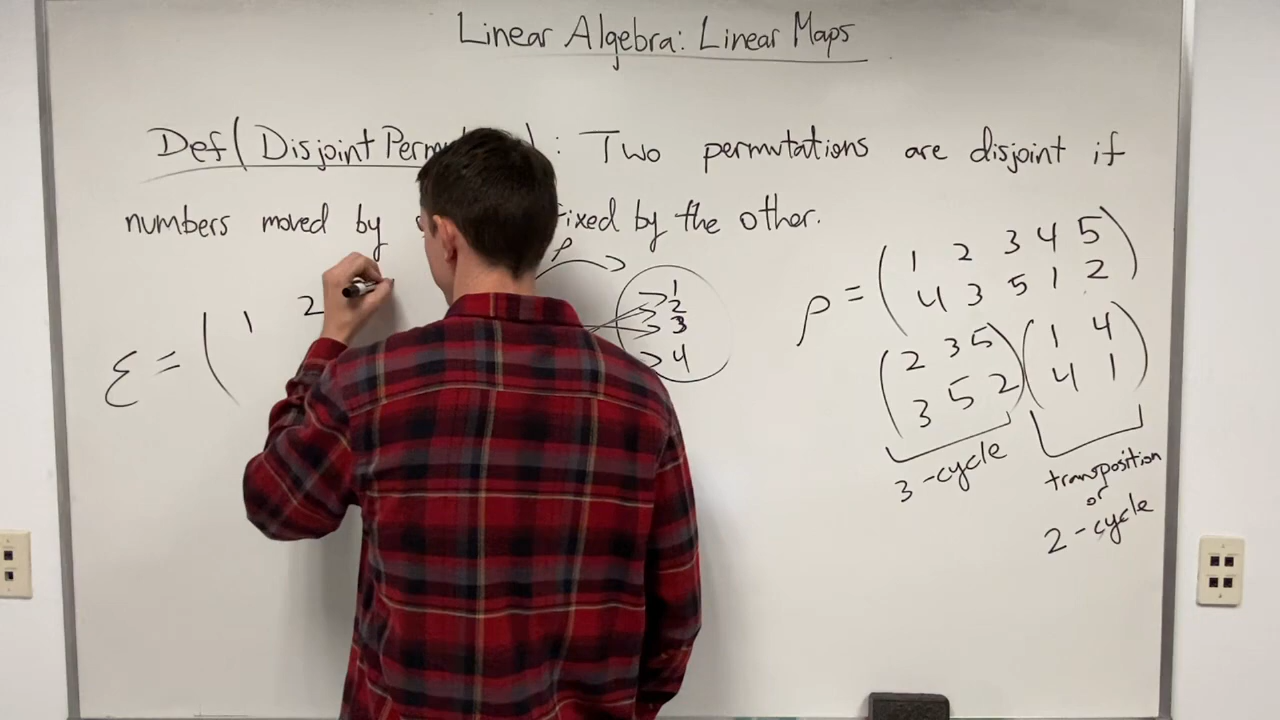 Linear Algebra: Linear Maps
Def( Disjoint Perm ) : Two permutations are disjoint if
numbers moved by fixed by the other.
ρ
1
2
3
4
ρ = ( 1 2 3 4 5
4 3 5 1 2 )
( 2 3 5
3 5 2 ) ( 1 4
4 1 )
3-cycle
transposition
or
2-cycle
ε = ( 1 2